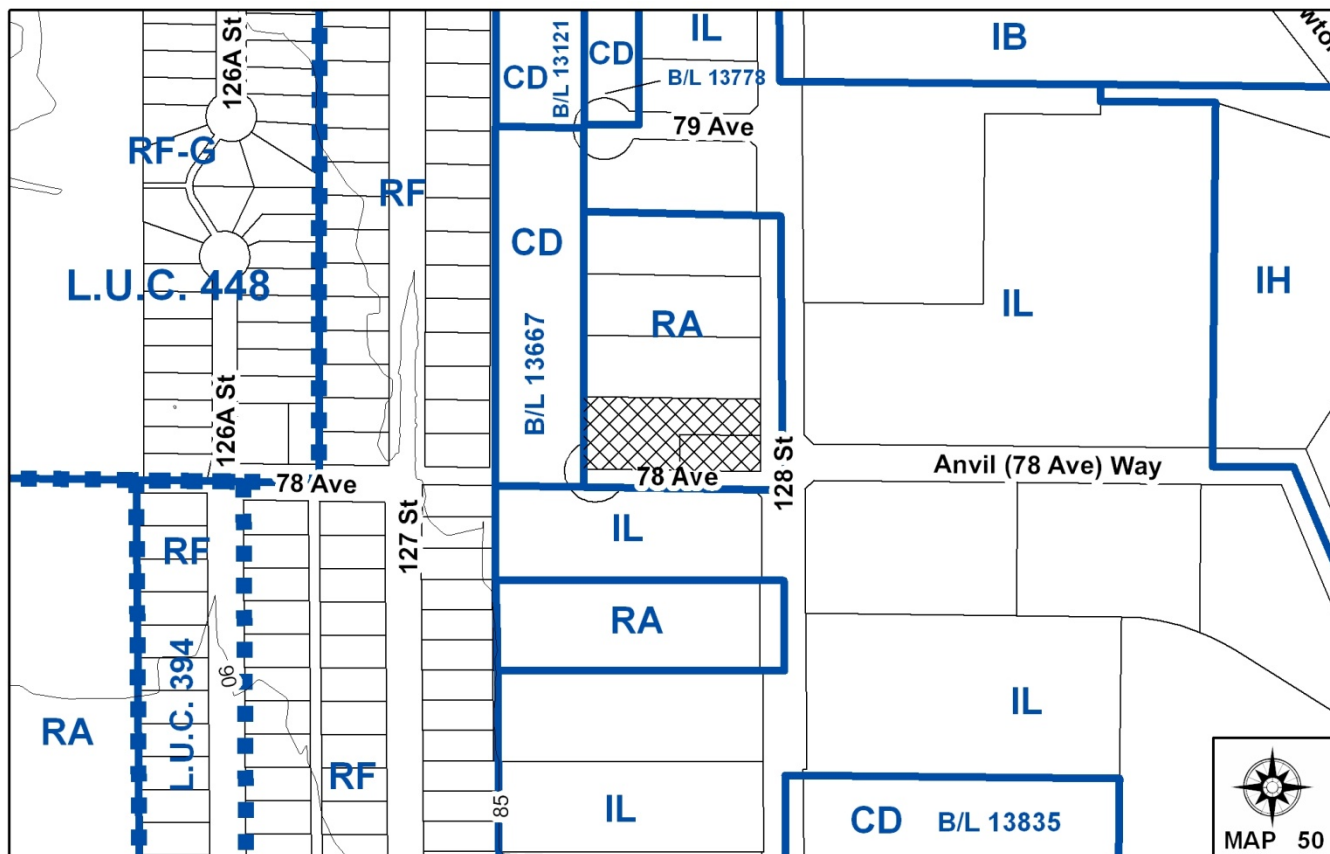 126A St
CD
B/L 13121
CD
IL
B/L 13778
IB
79 Ave
RF-G
RF
CD
L.U.C. 448
RA
IL
IH
B/L 13667
126A St
78 Ave
78 Ave
128 St
Anvil (78 Ave) Way
127 St
RF
IL
RA
L.U.C. 394
90
RA
RF
IL
85
IL
CD B/L 13835
MAP 50